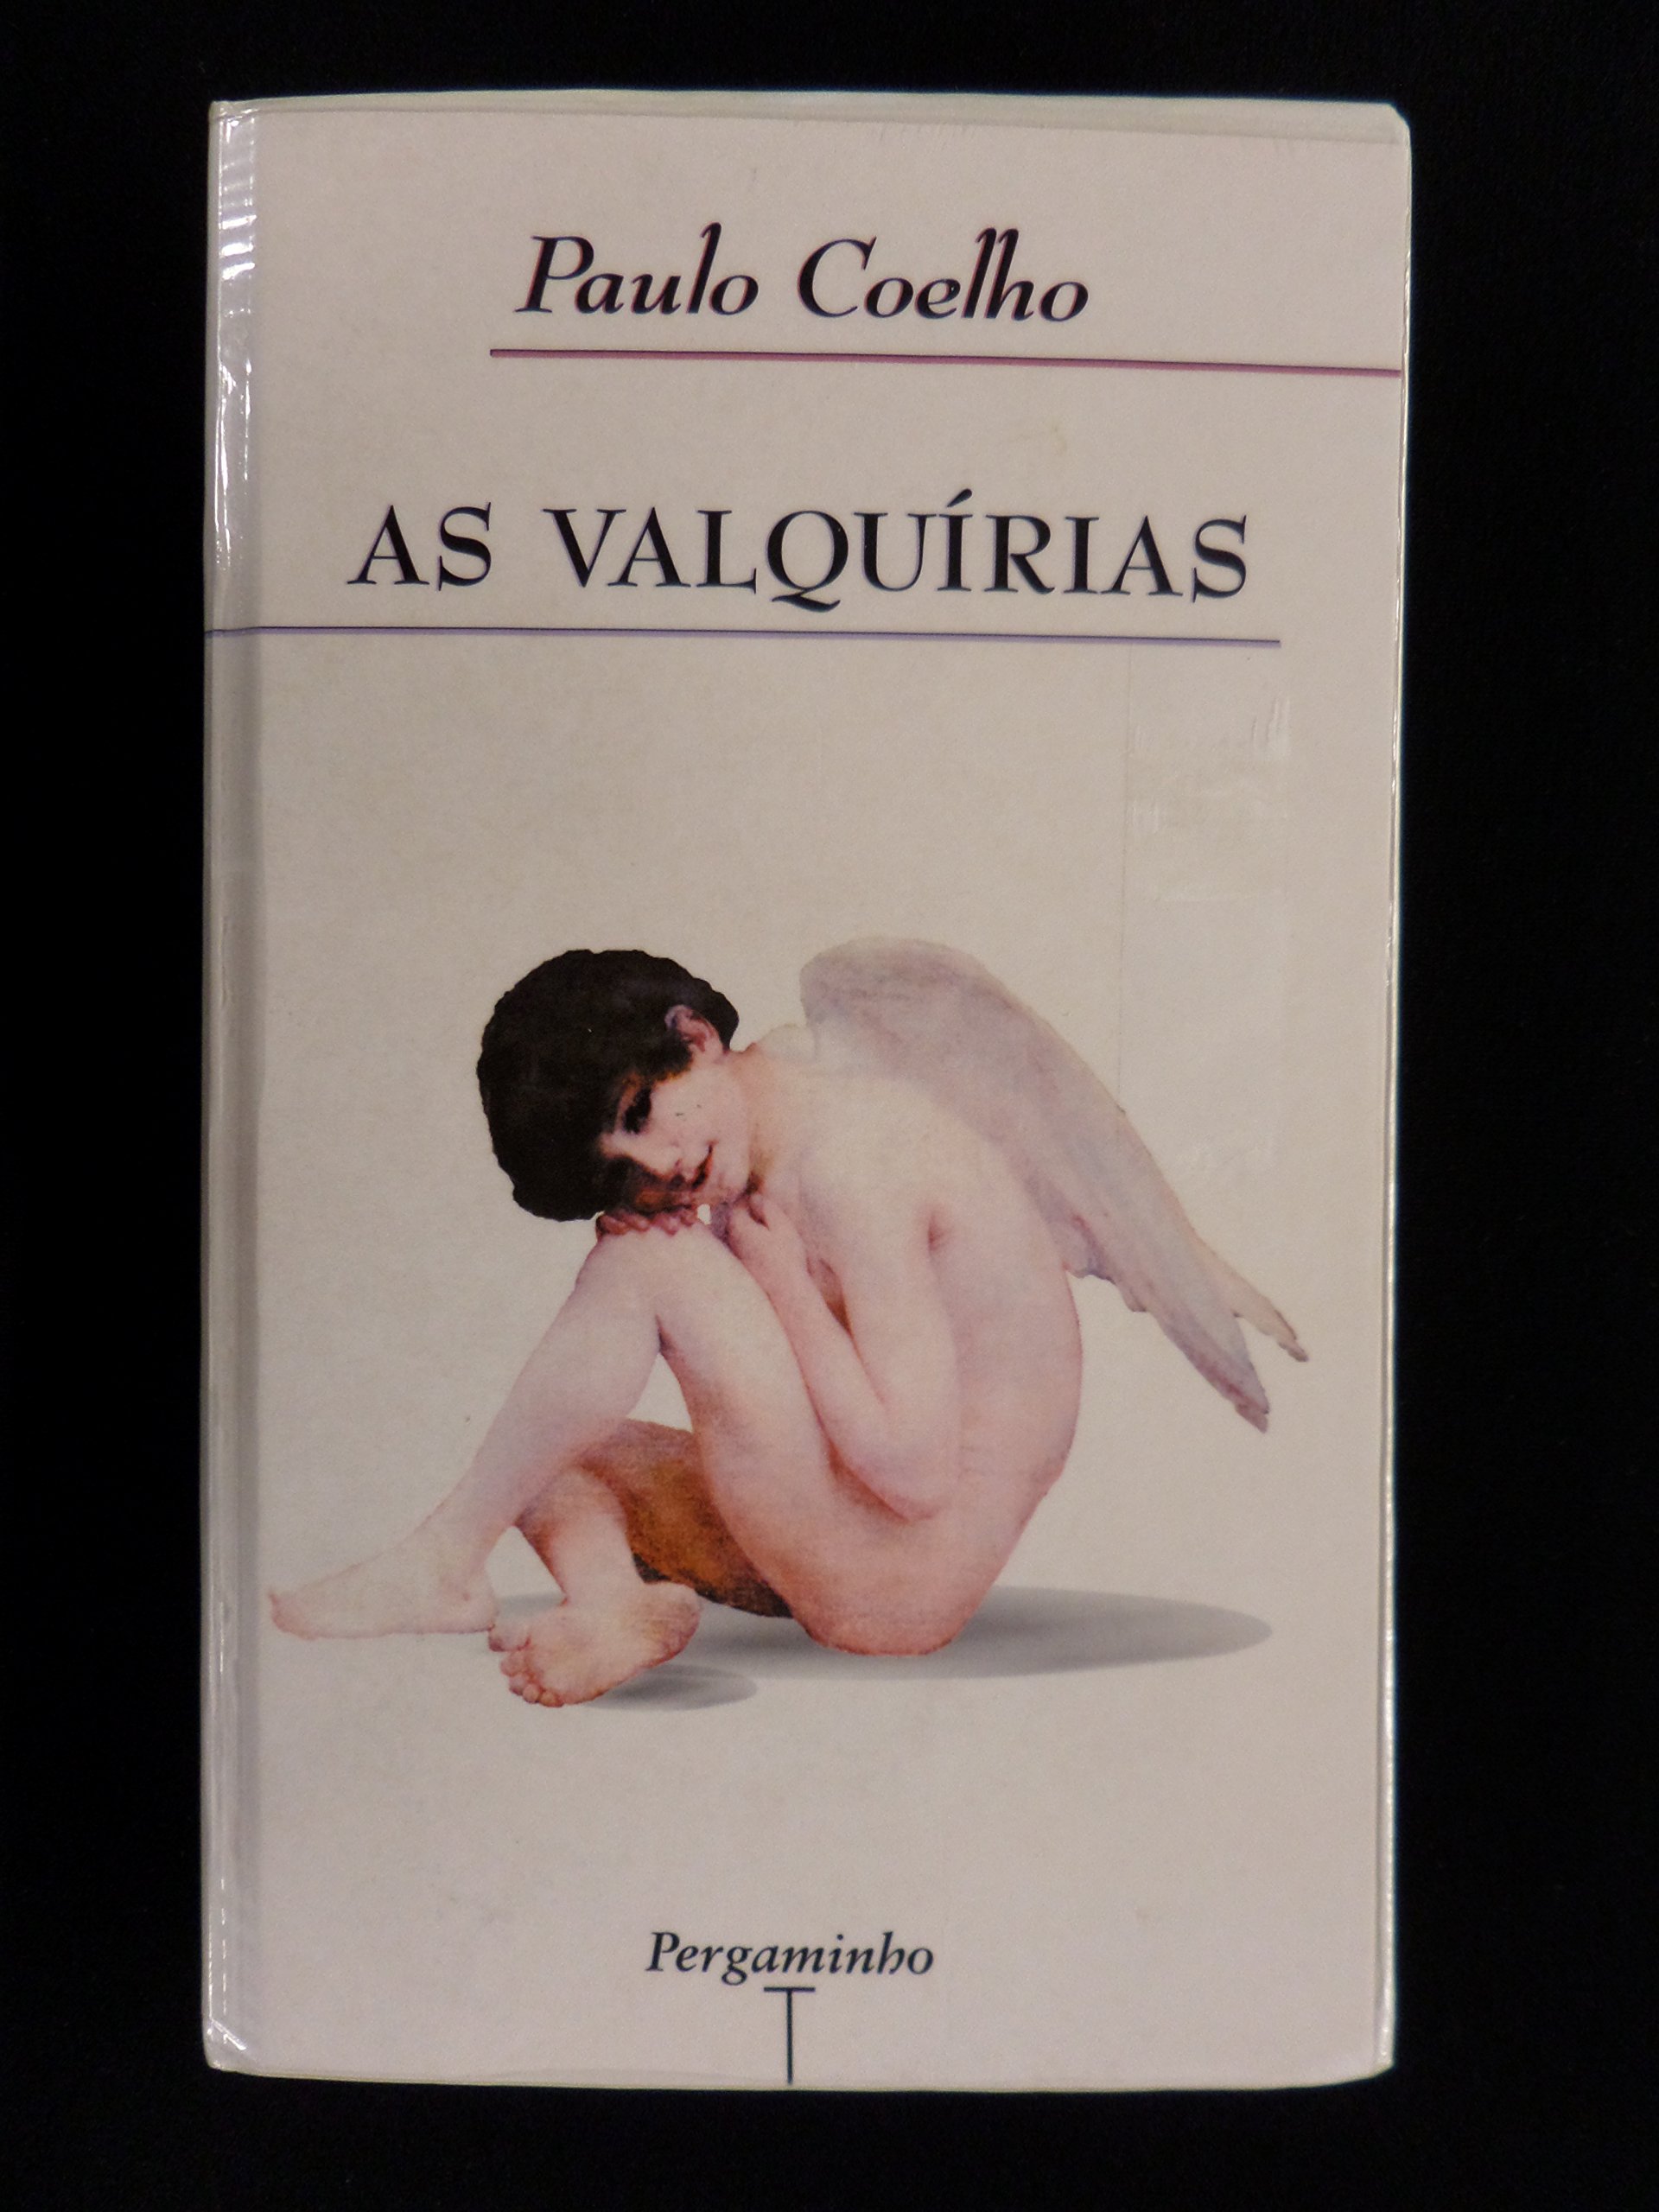 Paulo Coelho
AS VALQUÍRIAS
Pergaminho